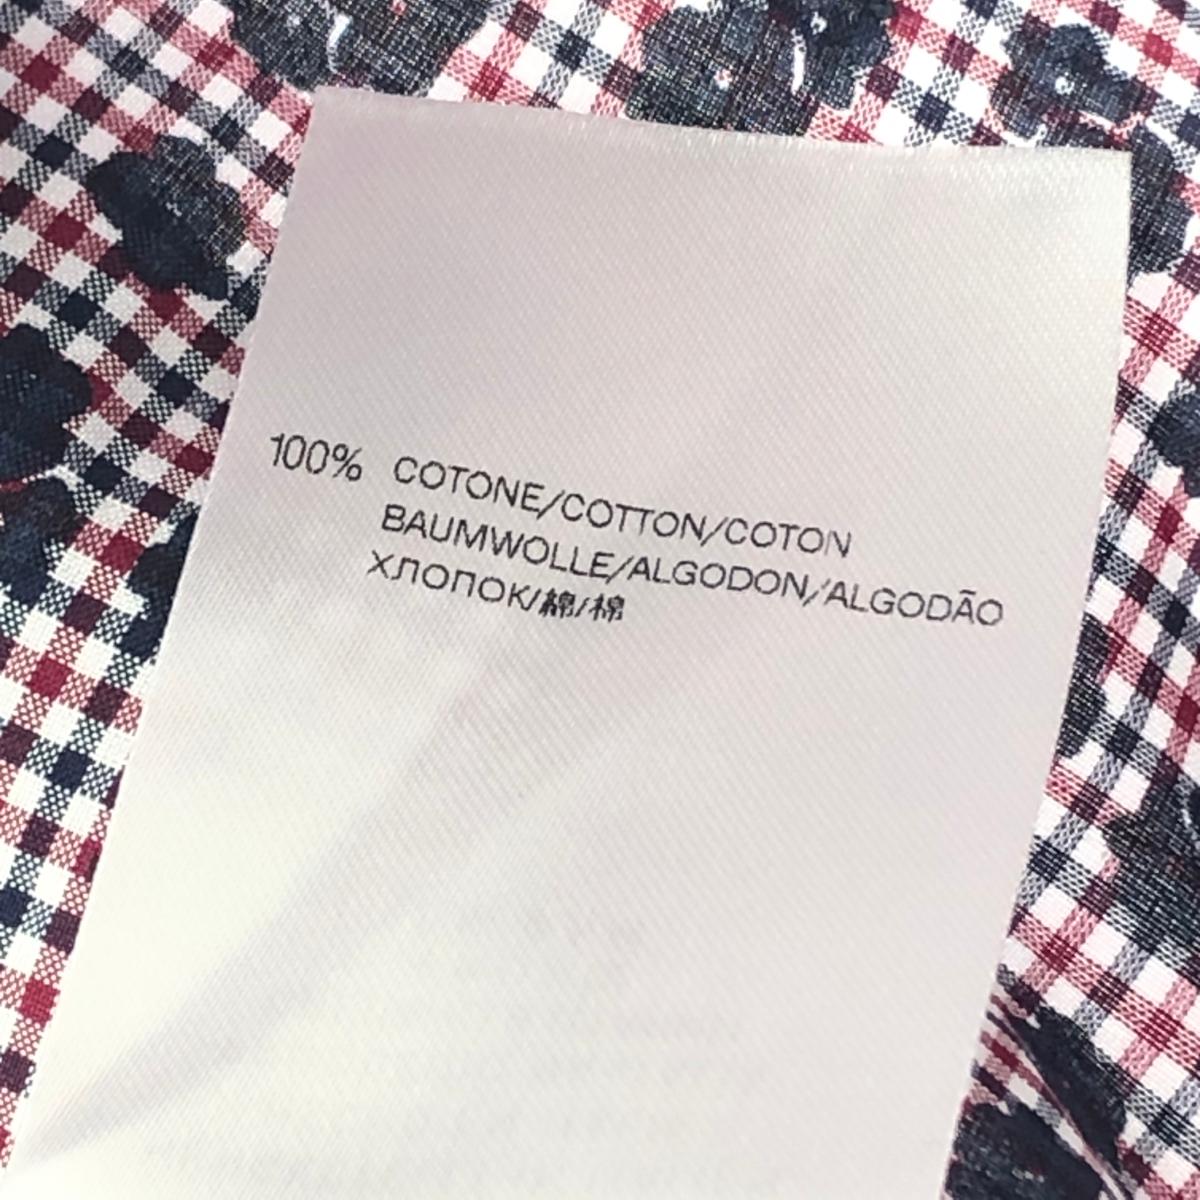 100% COTONE/COTTON/COTON
BAUMWOLLE/ALGODON/ALGODÃO
ХЛОПОК/綿/棉